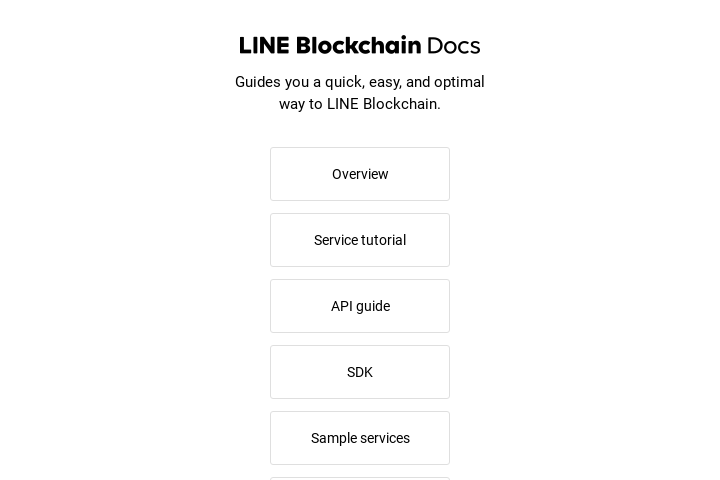 LINE Blockchain Docs
Guides you a quick, easy, and optimal
way to LINE Blockchain.
Overview
Service tutorial
API guide
SDK
Sample services